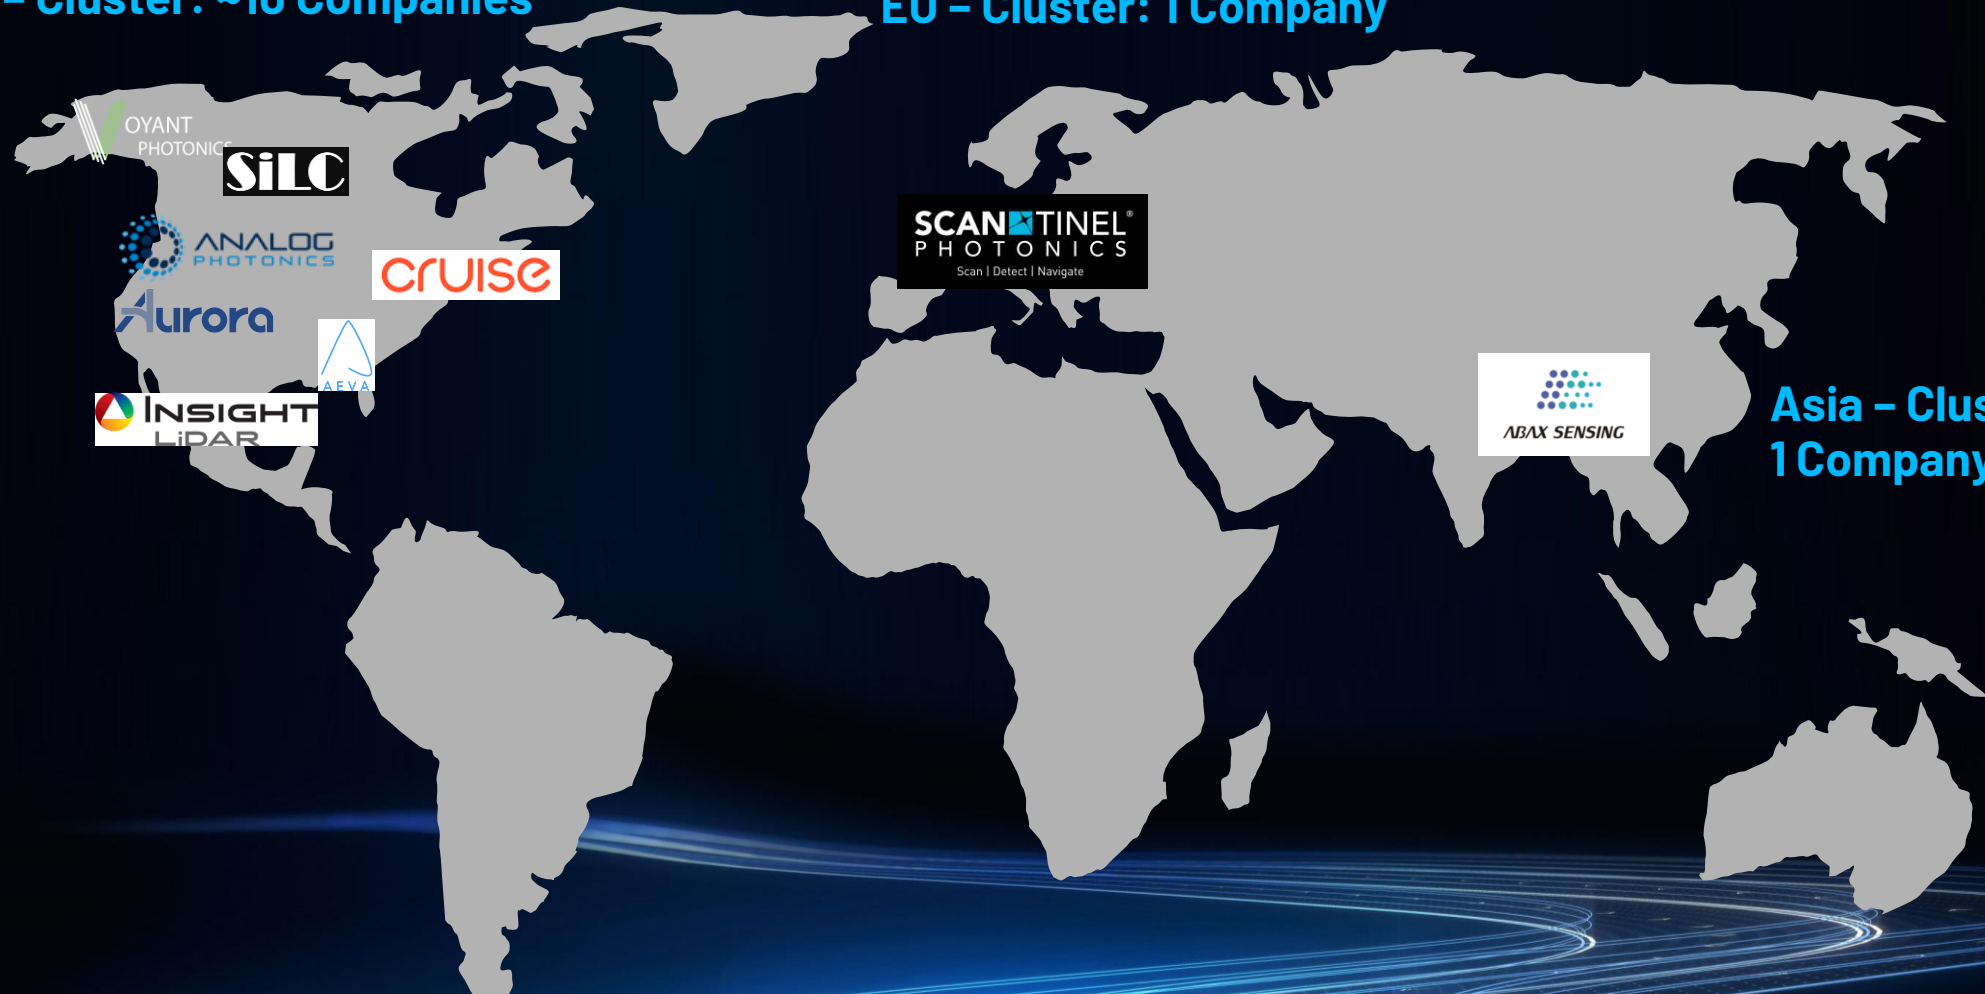 – Cluster: ~10 Companies
EU – Cluster: 1 Company
OYANT
PHOTONICS
SiLC
ANALOG
PHOTONICS
cruise
Aurora
AEVA
INSIGHT
LiDAR
SCANTINEL®
PHOTONICS
Scan | Detect | Navigate
ABAX SENSING
Asia – Clus
1 Company